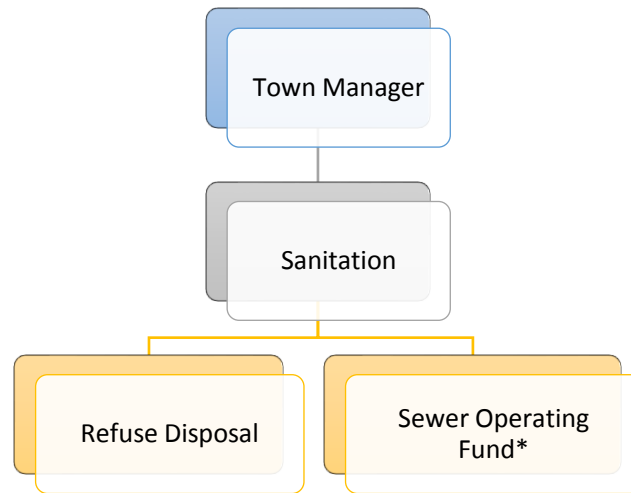 Town Manager
Sanitation
Refuse Disposal
Sewer Operating
Fund*